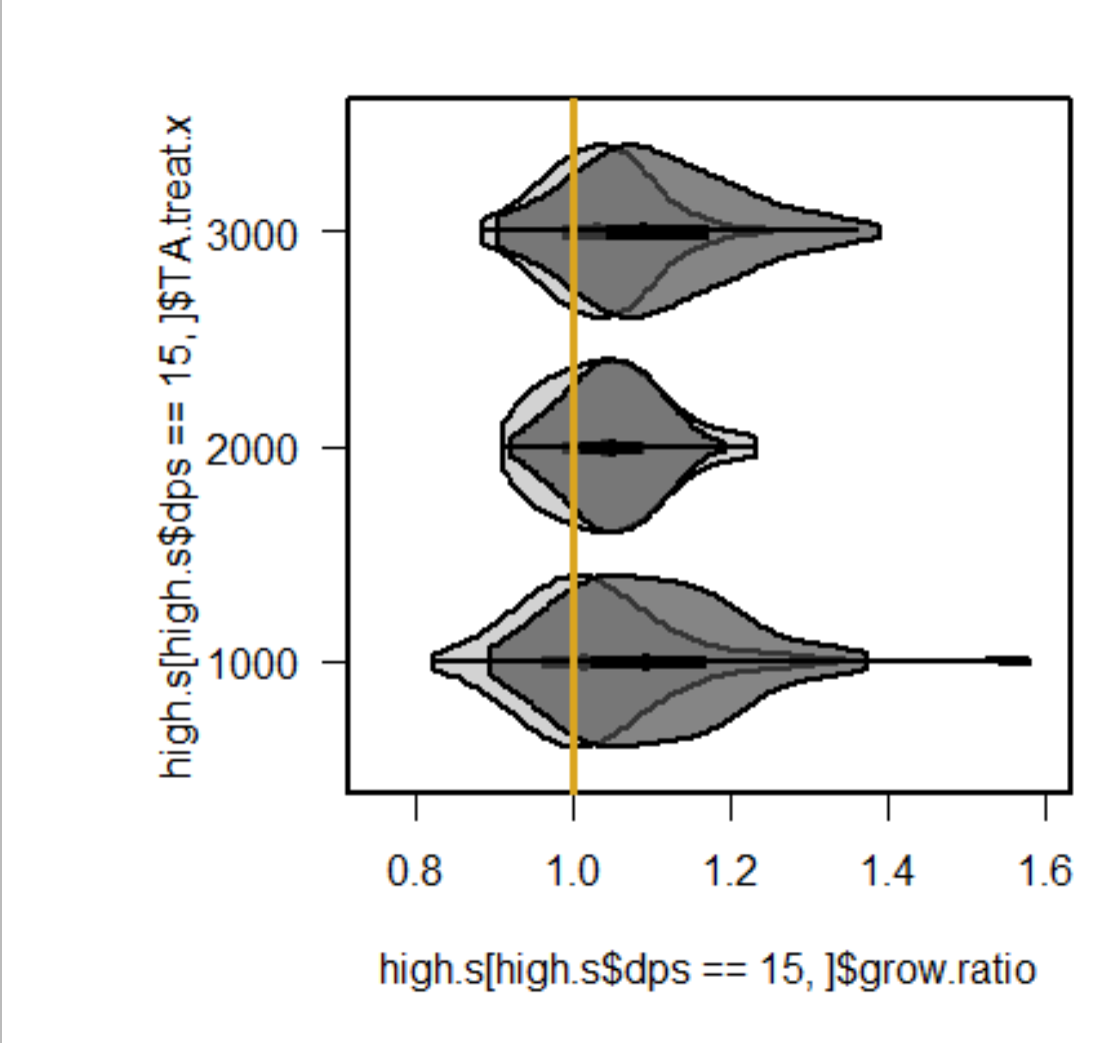 high.s[high.s$dps == 15, ]$TA.treat.x
3000
2000
1000
0.8 1.0 1.2 1.4 1.6
high.s[high.s$dps == 15, ]$grow.ratio